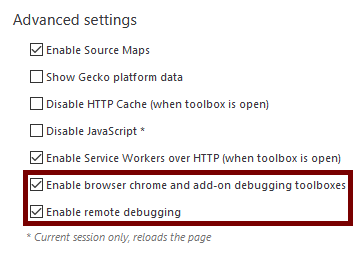 Advanced settings
Enable Source Maps
Show Gecko platform data
Disable HTTP Cache (when toolbox is open)
Disable JavaScript *
Enable Service Workers over HTTP (when toolbox is open)
Enable browser chrome and add-on debugging toolboxes
Enable remote debugging
* Current session only, reloads the page